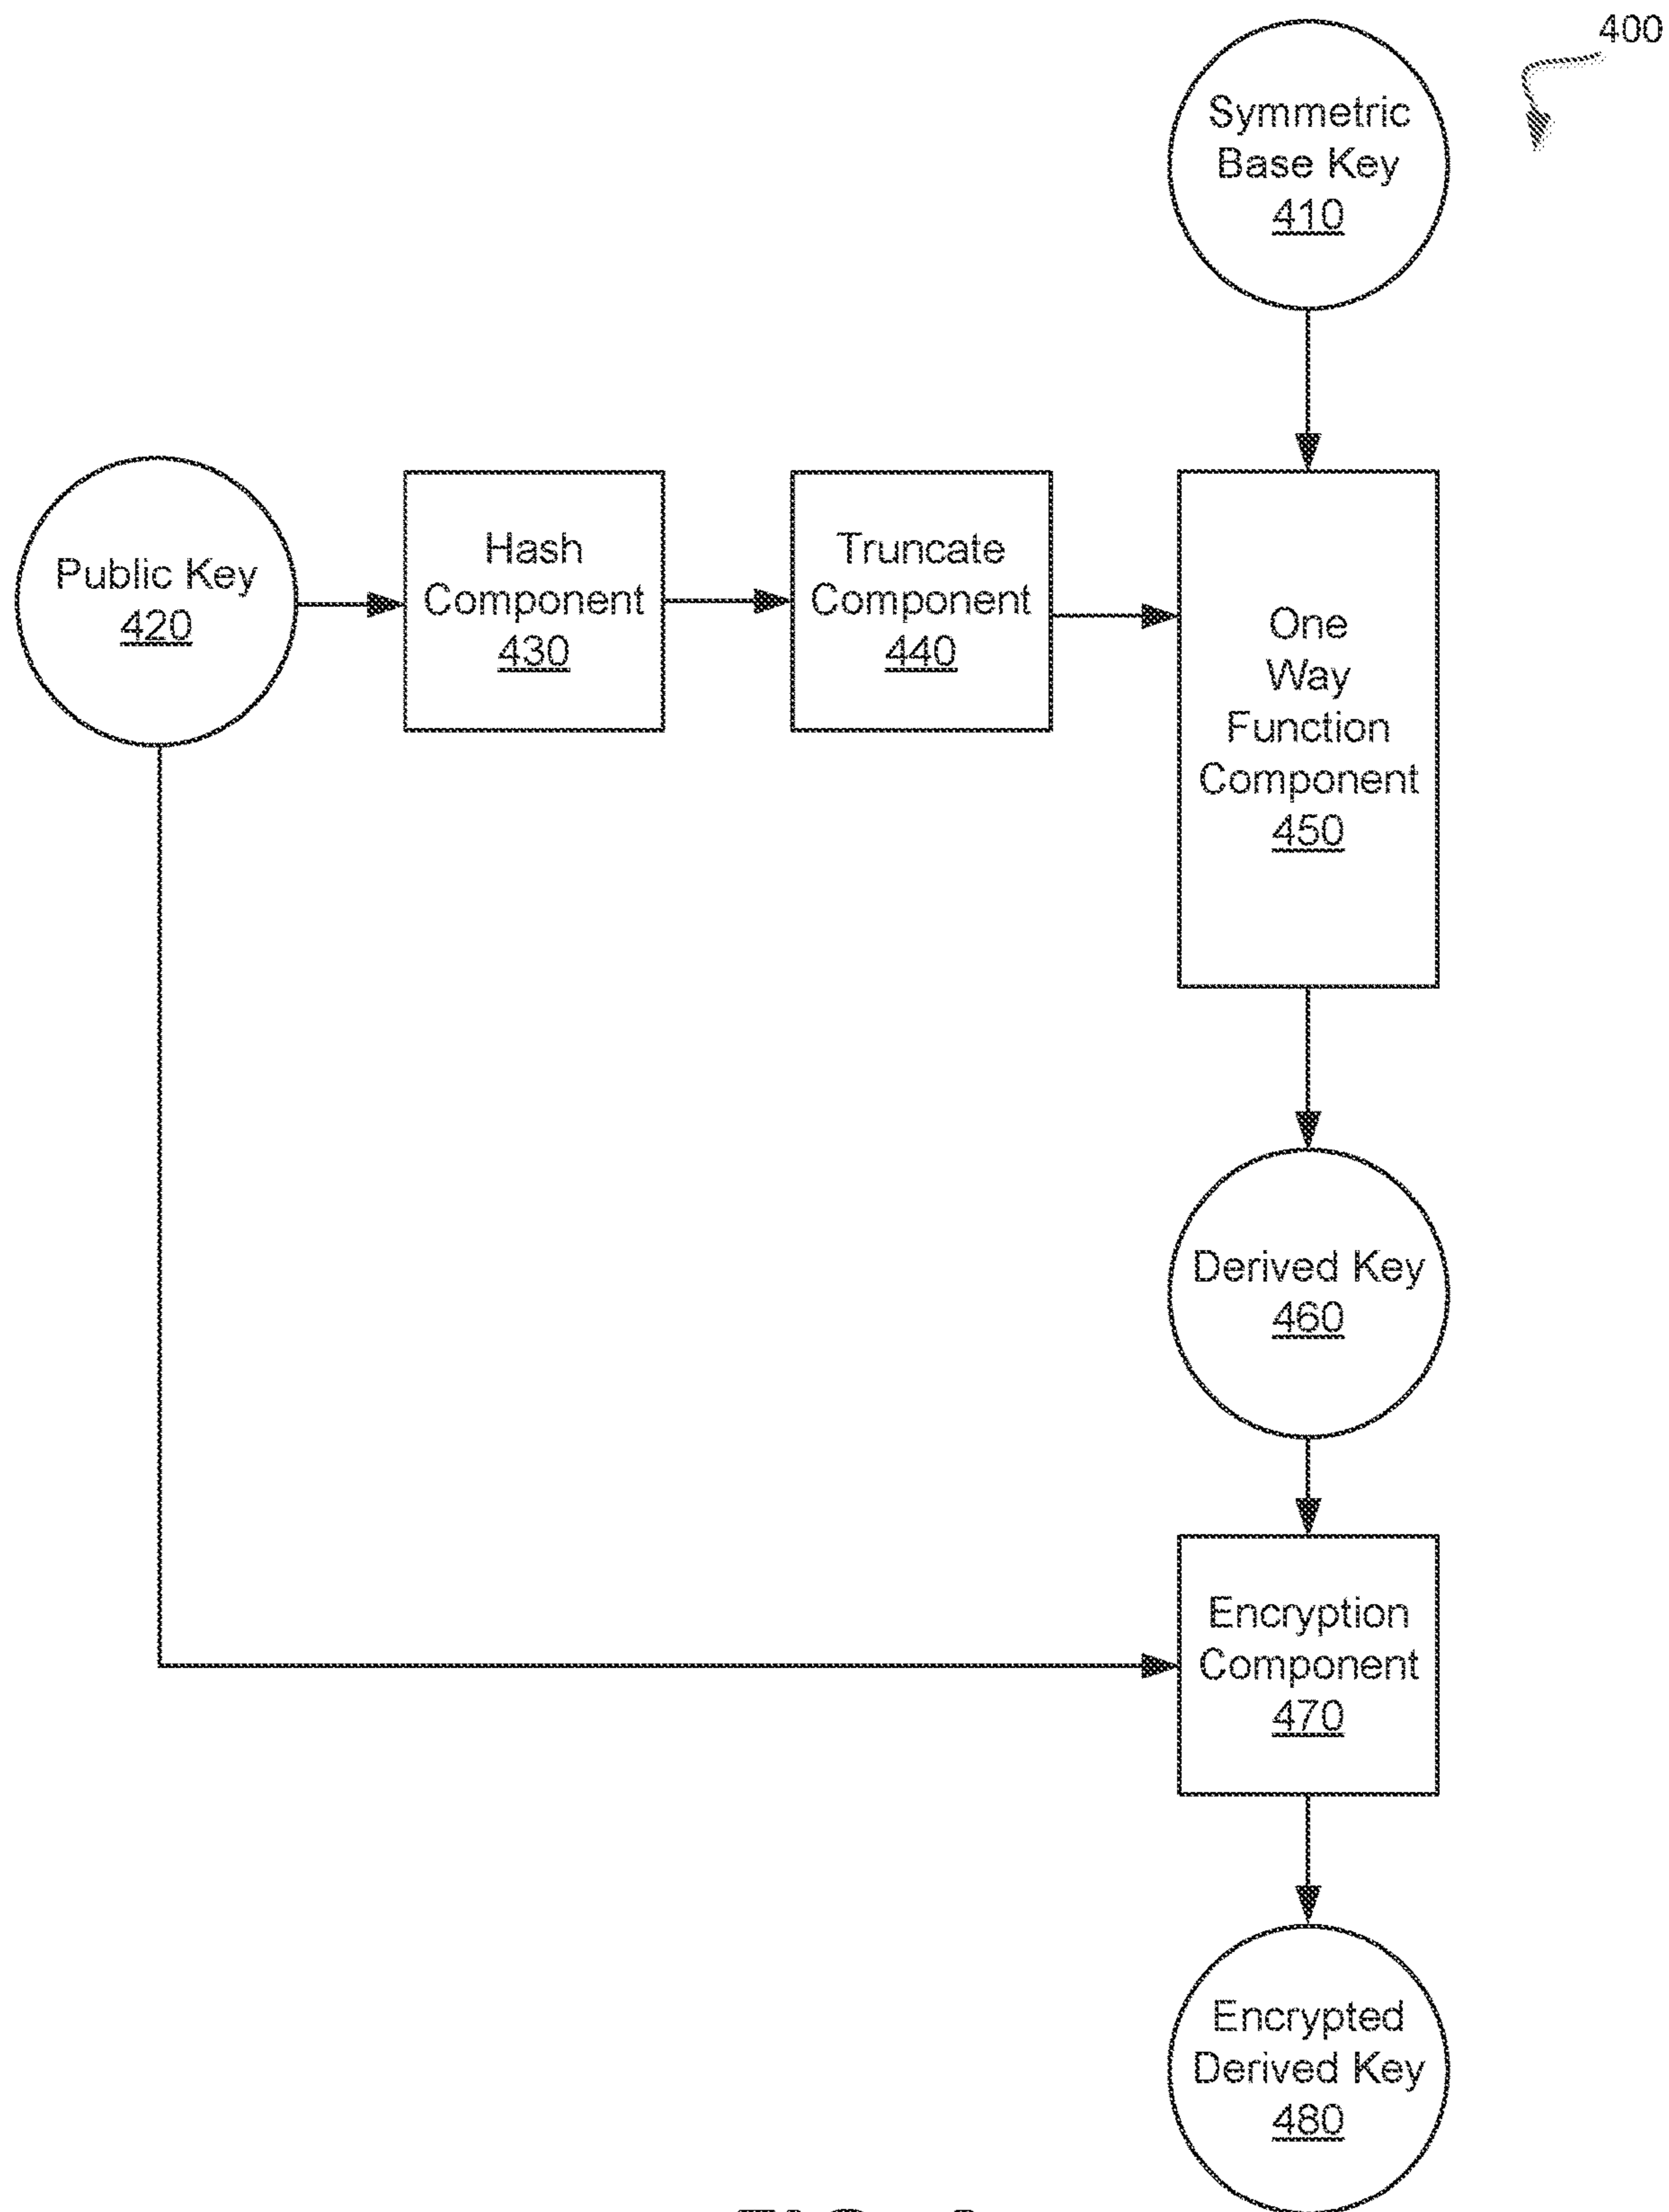 400
Symmetric
Base Key
410
Public Key
420
Hash
Component
430
Truncate
Component
440
One
Way
Function
Component
450
Derived Key
460
Encryption
Component
470
Encrypted
Derived Key
480